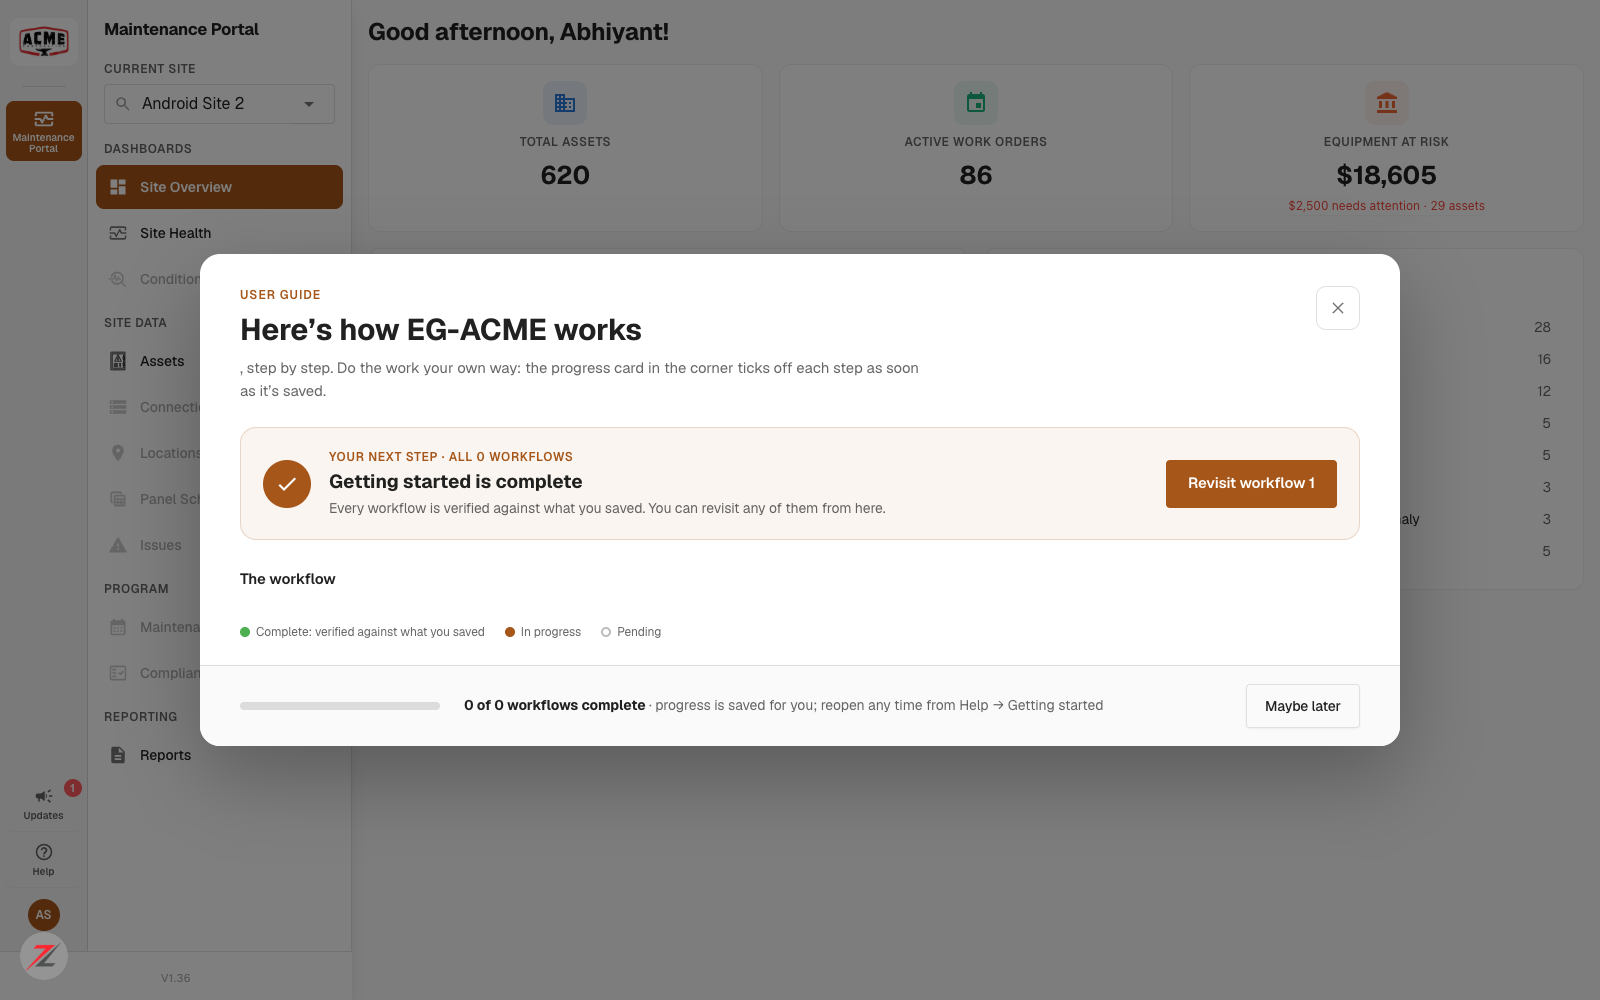 ACME
Maintenance Portal
Maintenance Portal
CURRENT SITE
Android Site 2
DASHBOARDS
Site Overview
Site Health
Condition
SITE DATA
Assets
Connecti
Locations
Panel Sch
Issues
PROGRAM
Maintena
Complian
REPORTING
Reports
1
Updates
Help
AS
V1.36
Good afternoon, Abhiyant!
TOTAL ASSETS
620
ACTIVE WORK ORDERS
86
EQUIPMENT AT RISK
$18,605
$2,500 needs attention · 29 assets
28
16
12
5
5
3
aly 3
5
USER GUIDE
Here’s how EG-ACME works
, step by step. Do the work your own way: the progress card in the corner ticks off each step as soon
as it’s saved.
YOUR NEXT STEP · ALL 0 WORKFLOWS
Getting started is complete
Every workflow is verified against what you saved. You can revisit any of them from here.
Revisit workflow 1
The workflow
Complete: verified against what you saved
In progress
Pending
0 of 0 workflows complete · progress is saved for you; reopen any time from Help → Getting started
Maybe later